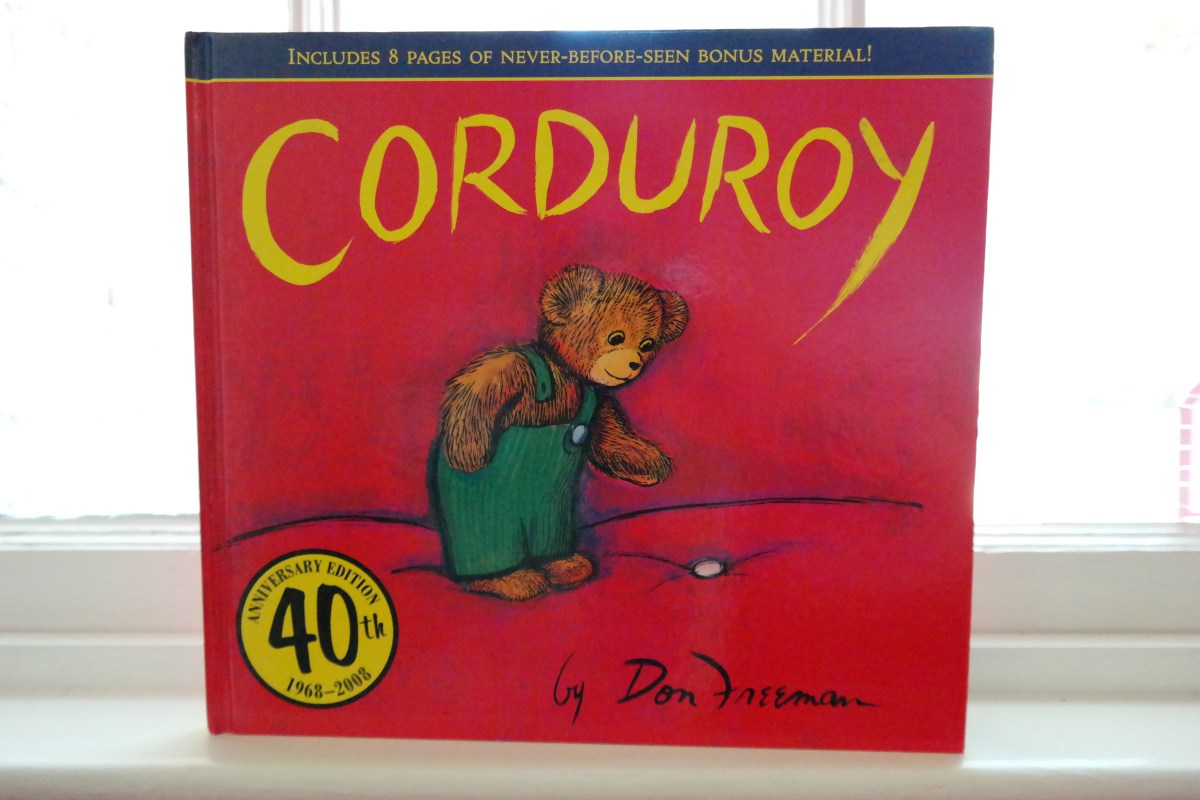 INCLUDES 8 PAGES OF NEVER-BEFORE-SEEN BONUS MATERIAL!
CORDUROY
ANNIVERSARY EDITION
40th
1968-2008
by Don Freeman